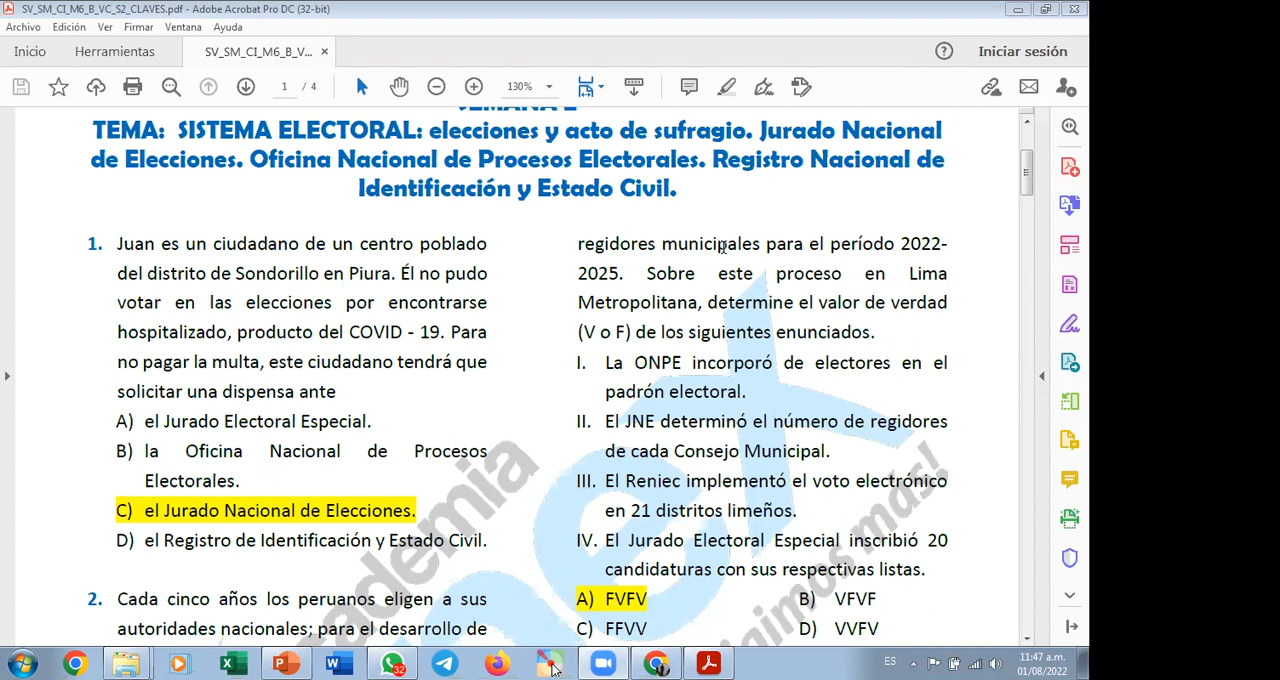 SV_SM_CI_M6_B_VC_S2_CLAVES.pdf - Adobe Acrobat Pro DC (32-bit)
Archivo Edición Ver Firmar Ventana Ayuda
Inicio Herramientas SV_SM_CI_M6_B_V... × Iniciar sesión
1 / 4 130%
SEMANA 2
TEMA: SISTEMA ELECTORAL: elecciones y acto de sufragio. Jurado Nacional
de Elecciones. Oficina Nacional de Procesos Electorales. Registro Nacional de
Identificación y Estado Civil.
1. Juan es un ciudadano de un centro poblado
del distrito de Sondorillo en Piura. Él no pudo
votar en las elecciones por encontrarse
hospitalizado, producto del COVID - 19. Para
no pagar la multa, este ciudadano tendrá que
solicitar una dispensa ante
A) el Jurado Electoral Especial.
B) la Oficina Nacional de Procesos
Electorales.
C) el Jurado Nacional de Elecciones.
D) el Registro de Identificación y Estado Civil.
2. Cada cinco años los peruanos eligen a sus
autoridades nacionales; para el desarrollo de
regidores municipales para el período 2022-
2025. Sobre este proceso en Lima
Metropolitana, determine el valor de verdad
(V o F) de los siguientes enunciados.
I. La ONPE incorporó de electores en el
padrón electoral.
II. El JNE determinó el número de regidores
de cada Consejo Municipal.
III. El Reniec implementó el voto electrónico
en 21 distritos limeños.
IV. El Jurado Electoral Especial inscribió 20
candidaturas con sus respectivas listas.
A) FVFV B) VFVF
C) FFVV D) VVFV
32
ES 11:47 a.m.
01/08/2022